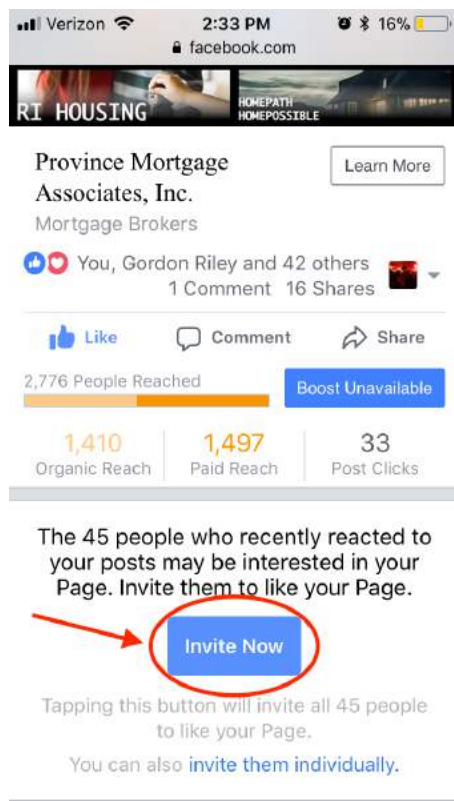 Verizon 2:33 PM 16%
facebook.com
RI HOUSING
HOMEPATH
HOMEPOSSIBLE
Province Mortgage
Associates, Inc.
Learn More
Mortgage Brokers
You, Gordon Riley and 42 others
1 Comment 16 Shares
Like Comment Share
2,776 People Reached
Boost Unavailable
1,410 1,497 33
Organic Reach Paid Reach Post Clicks
The 45 people who recently reacted to
your posts may be interested in your
Page. Invite them to like your Page.
Invite Now
Tapping this button will invite all 45 people
to like your Page.
You can also invite them individually.